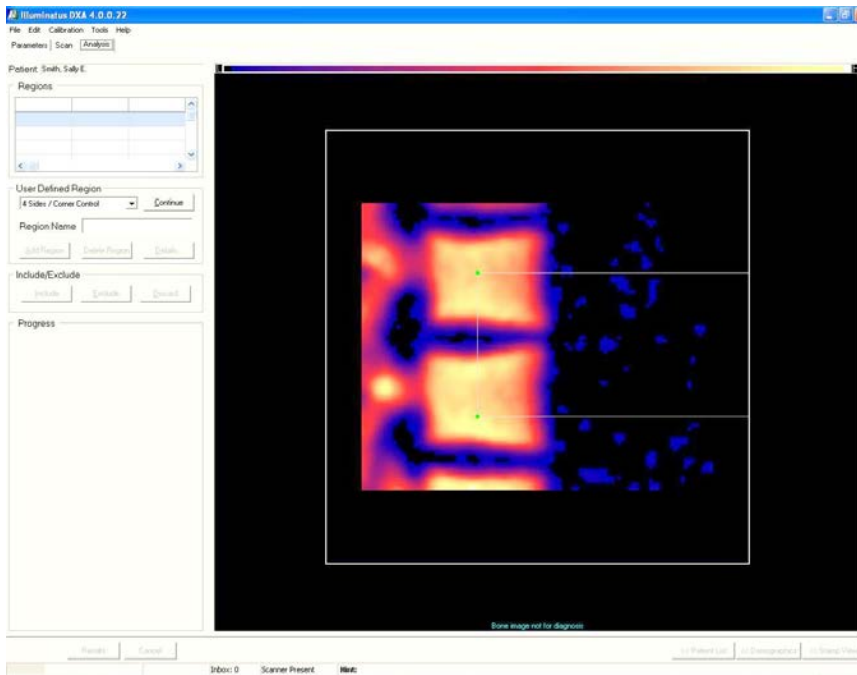 Illuminatus DXA 4.0.0.22
File Edit Calibration Tools Help
Parameters Scan Analysis
Patient: Smith, Sally E.
Regions
User Defined Region
4 Sides / Corner Control
Continue
Region Name
Add Region Delete Region Details
Include/Exclude
Include Exclude Discard
Progress
Bone image not for diagnosis
Results Cancel
<< Patient List << Demographics
Inbox: 0 Scanner Present Hint: